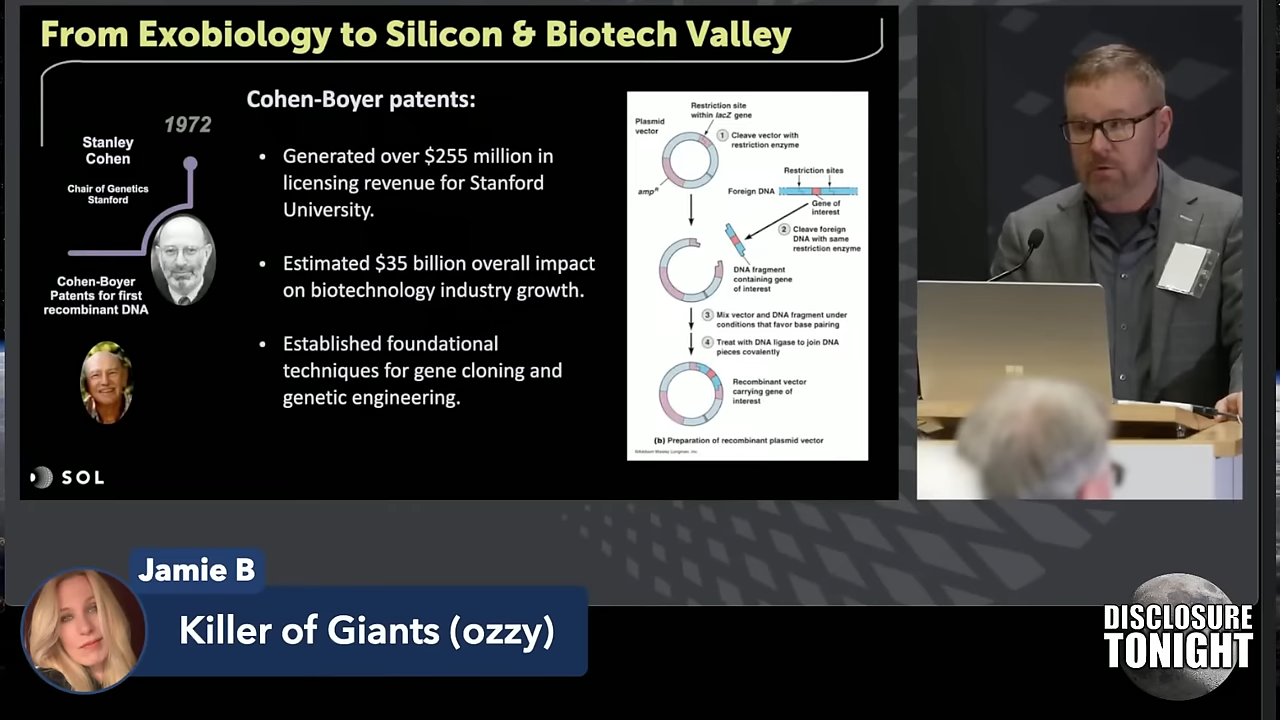 From Exobiology to Silicon & Biotech Valley
1972
Stanley
Cohen
Chair of Genetics
Stanford
Cohen-Boyer
Patents for first
recombinant DNA
SOL
Cohen-Boyer patents:
• Generated over $255 million in
licensing revenue for Stanford
University.
• Estimated $35 billion overall impact
on biotechnology industry growth.
• Established foundational
techniques for gene cloning and
genetic engineering.
Restriction site
within lacZ gene
Plasmid
vector
1 Cleave vector with
restriction enzyme
ampR
Restriction sites
Foreign DNA
Gene of
interest
2 Cleave foreign
DNA with same
restriction enzyme
DNA fragment
containing gene
of interest
3 Mix vector and DNA fragment under
conditions that favor base pairing
4 Treat with DNA ligase to join DNA
pieces covalently
Recombinant vector
carrying gene of
interest
(b) Preparation of recombinant plasmid vector
Jamie B
Killer of Giants (ozzy)
DISCLOSURE
TONIGHT